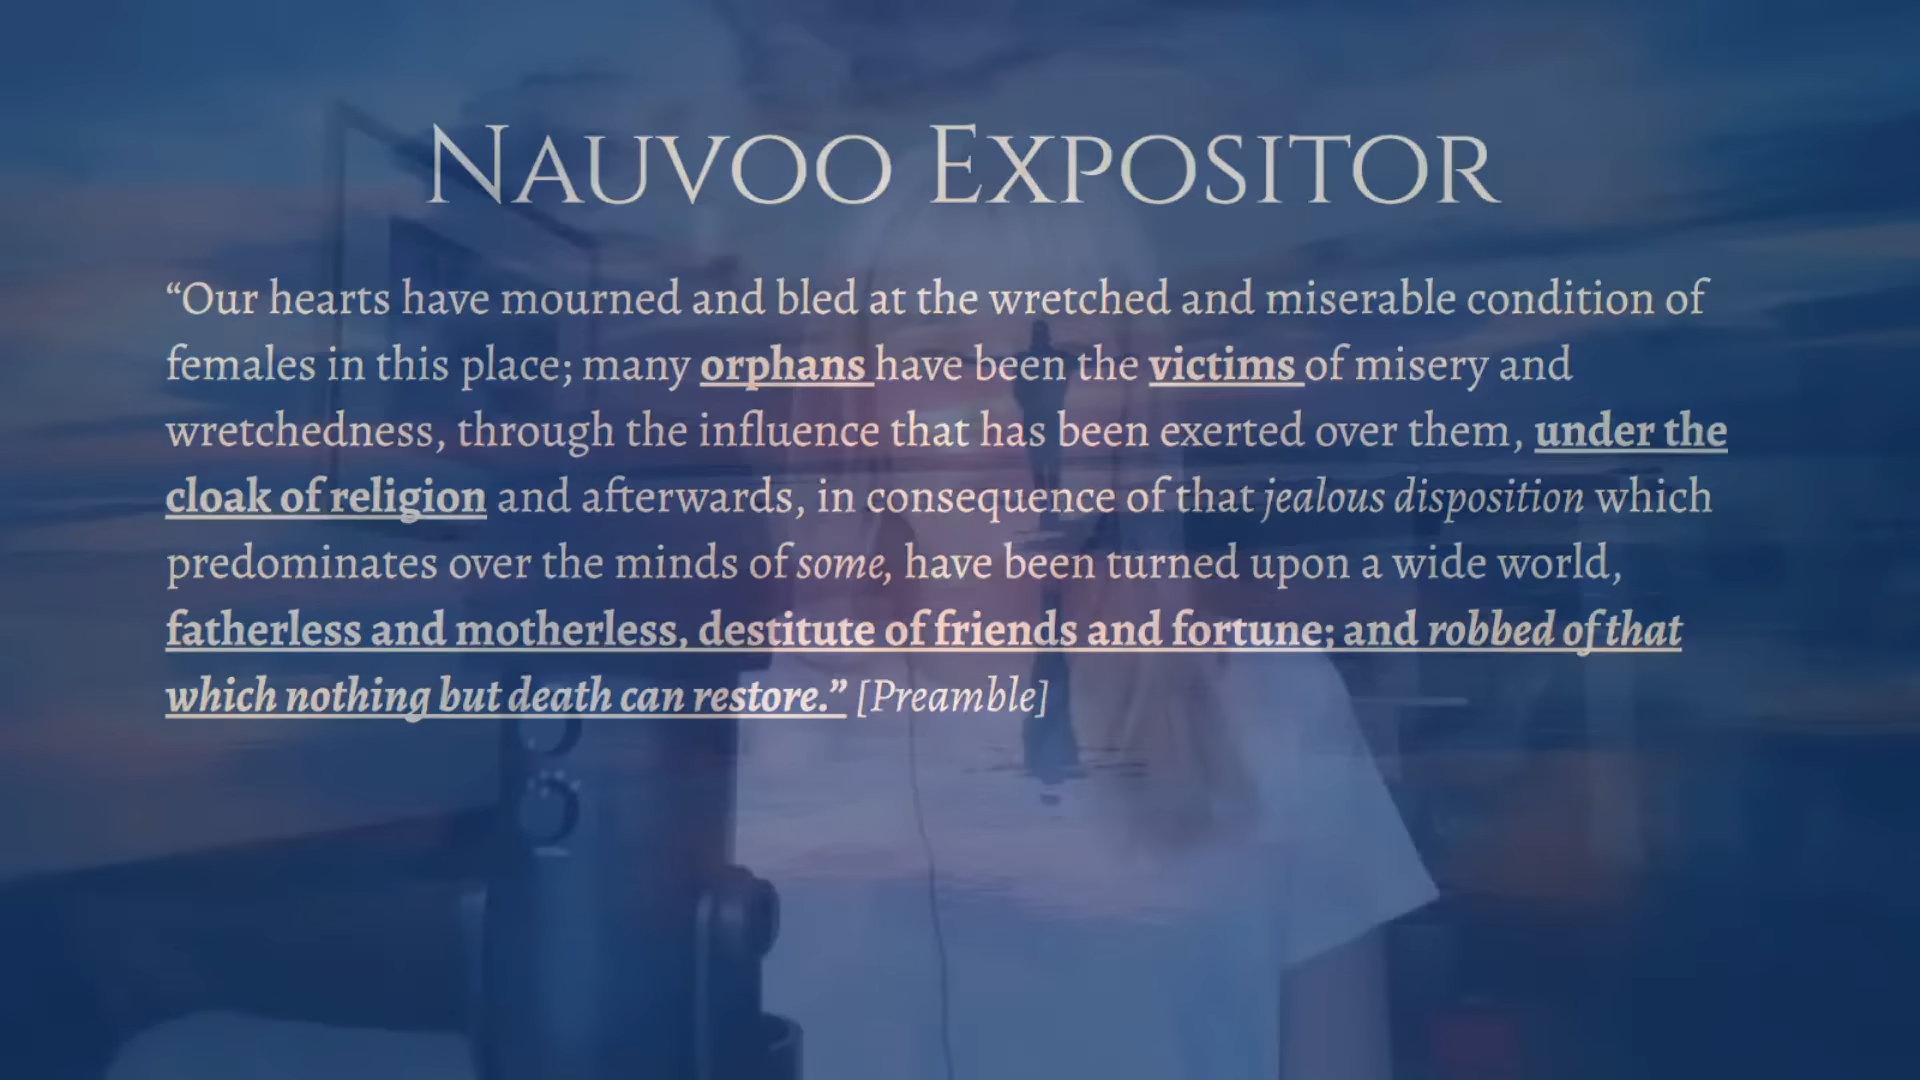 Nauvoo Expositor
“Our hearts have mourned and bled at the wretched and miserable condition of
females in this place; many orphans have been the victims of misery and
wretchedness, through the influence that has been exerted over them, under the
cloak of religion and afterwards, in consequence of that jealous disposition which
predominates over the minds of some, have been turned upon a wide world,
fatherless and motherless, destitute of friends and fortune; and robbed of that
which nothing but death can restore.” [Preamble]